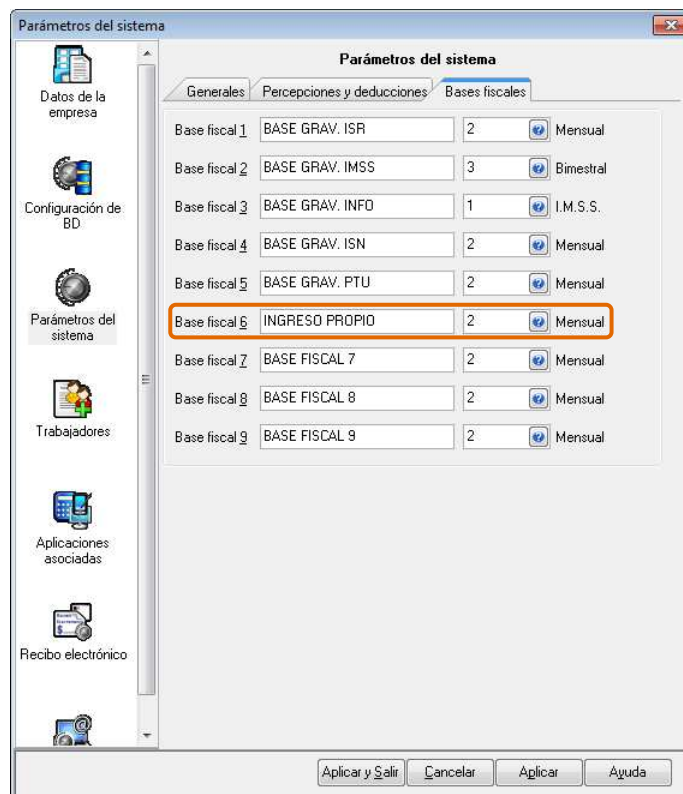 Parámetros del sistema
Datos de la
empresa
Configuración de
BD
Parámetros del
sistema
Trabajadores
Aplicaciones
asociadas
Recibo electrónico
Parámetros del sistema
Generales Percepciones y deducciones Bases fiscales
Base fiscal 1 BASE GRAV. ISR 2 Mensual
Base fiscal 2 BASE GRAV. IMSS 3 Bimestral
Base fiscal 3 BASE GRAV. INFO 1 I.M.S.S.
Base fiscal 4 BASE GRAV. ISN 2 Mensual
Base fiscal 5 BASE GRAV. PTU 2 Mensual
Base fiscal 6 INGRESO PROPIO 2 Mensual
Base fiscal 7 BASE FISCAL 7 2 Mensual
Base fiscal 8 BASE FISCAL 8 2 Mensual
Base fiscal 9 BASE FISCAL 9 2 Mensual
Aplicar y Salir Cancelar Aplicar Ayuda